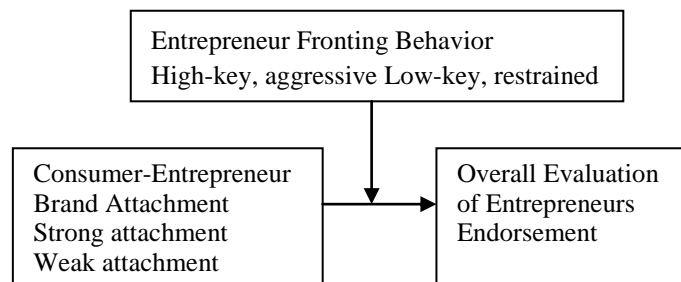 Entrepreneur Fronting Behavior
High-key, aggressive Low-key, restrained
Consumer-Entrepreneur
Brand Attachment
Strong attachment
Weak attachment
Overall Evaluation
of Entrepreneurs
Endorsement